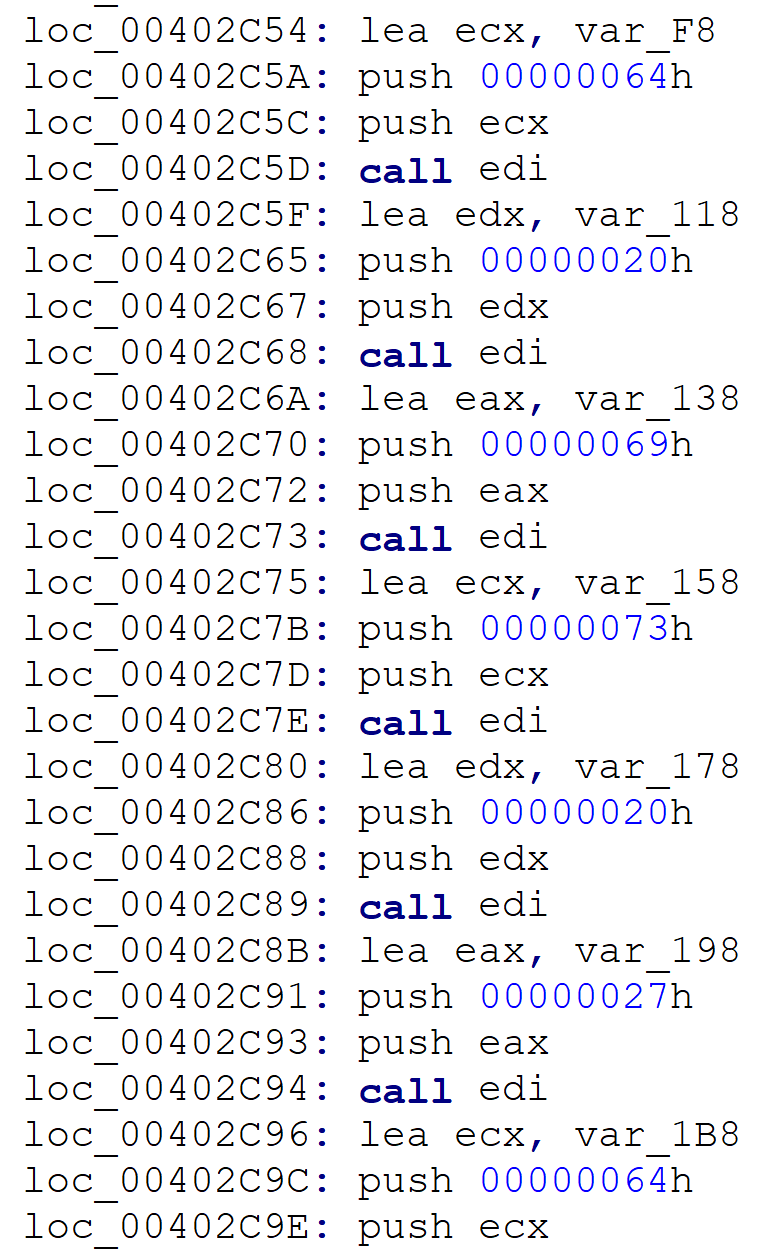 loc_00402C54: lea ecx, var_F8
loc_00402C5A: push 00000064h
loc_00402C5C: push ecx
loc_00402C5D: call edi
loc_00402C5F: lea edx, var_118
loc_00402C65: push 00000020h
loc_00402C67: push edx
loc_00402C68: call edi
loc_00402C6A: lea eax, var_138
loc_00402C70: push 00000069h
loc_00402C72: push eax
loc_00402C73: call edi
loc_00402C75: lea ecx, var_158
loc_00402C7B: push 00000073h
loc_00402C7D: push ecx
loc_00402C7E: call edi
loc_00402C80: lea edx, var_178
loc_00402C86: push 00000020h
loc_00402C88: push edx
loc_00402C89: call edi
loc_00402C8B: lea eax, var_198
loc_00402C91: push 00000027h
loc_00402C93: push eax
loc_00402C94: call edi
loc_00402C96: lea ecx, var_1B8
loc_00402C9C: push 00000064h
loc_00402C9E: push ecx